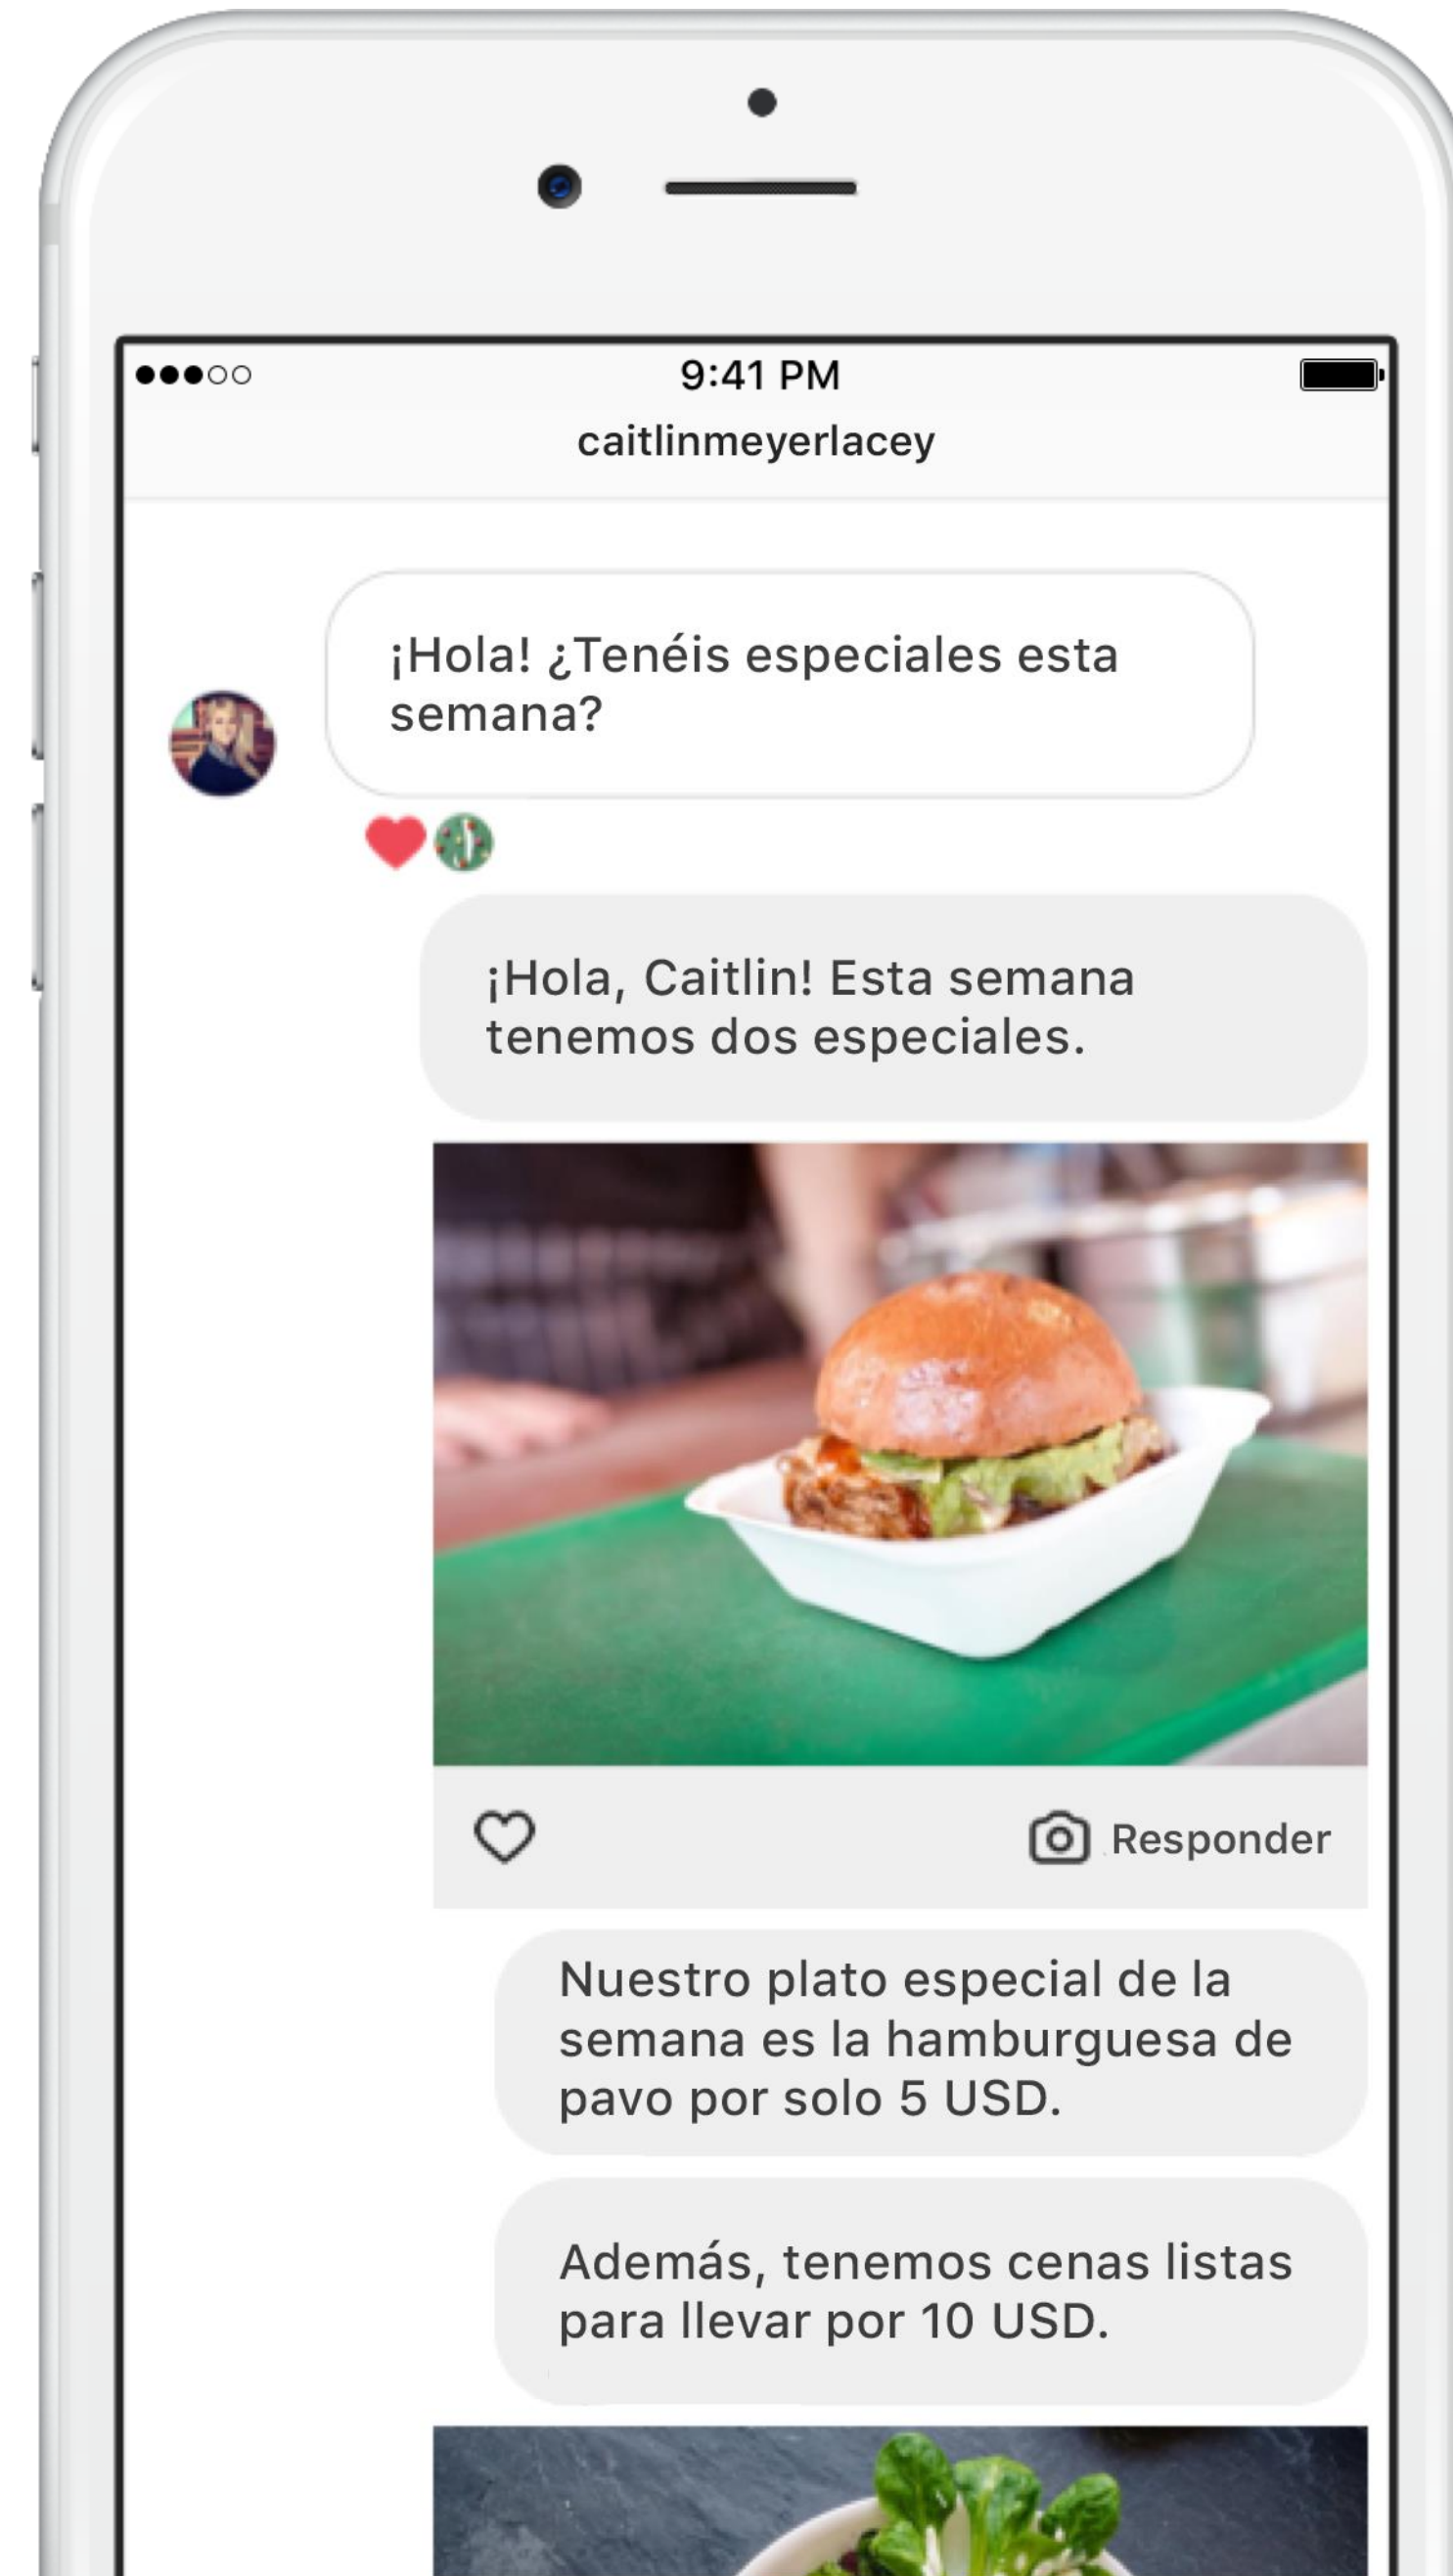 9:41 PM
caitlinmeyerlacey
¡Hola! ¿Tenéis especiales esta
semana?
¡Hola, Caitlin! Esta semana
tenemos dos especiales.
Responder
Nuestro plato especial de la
semana es la hamburguesa de
pavo por solo 5 USD.
Además, tenemos cenas listas
para llevar por 10 USD.